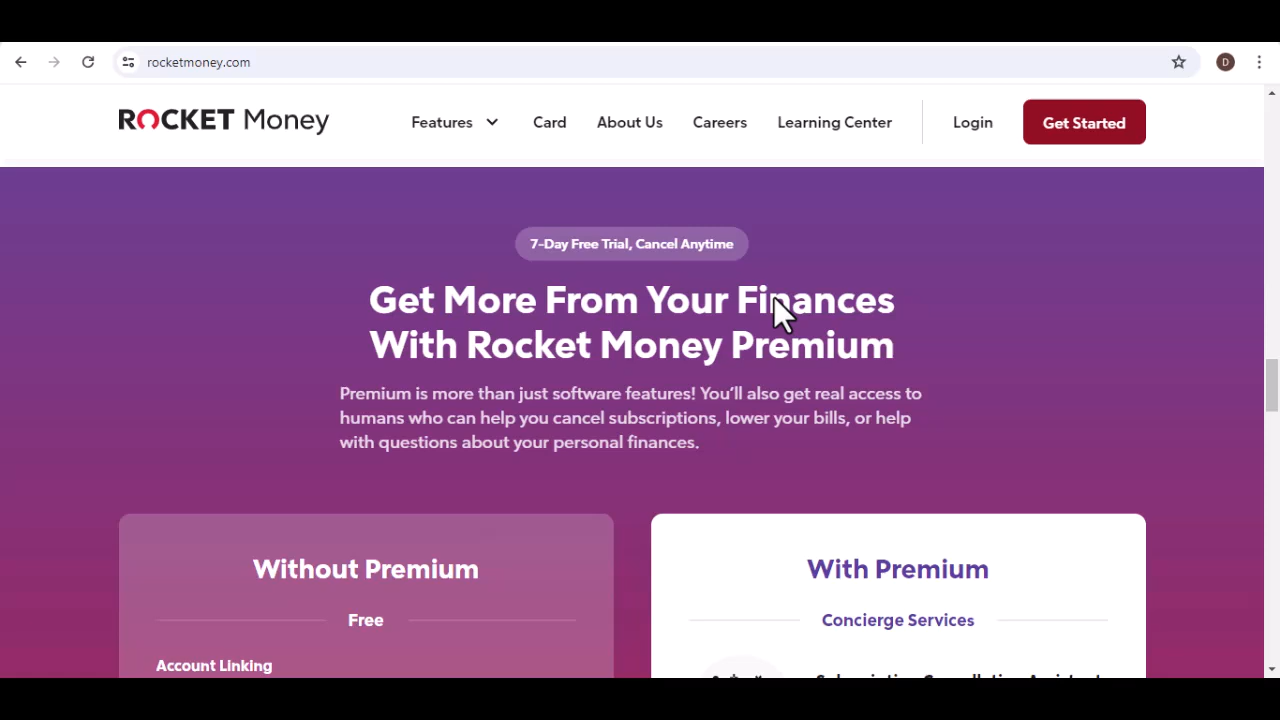 rocketmoney.com
D
ROCKET Money
Features
Card
About Us
Careers
Learning Center
Login
Get Started
7-Day Free Trial, Cancel Anytime
Get More From Your Finances
With Rocket Money Premium
Premium is more than just software features! You'll also get real access to
humans who can help you cancel subscriptions, lower your bills, or help
with questions about your personal finances.
Without Premium
Free
Account Linking
With Premium
Concierge Services